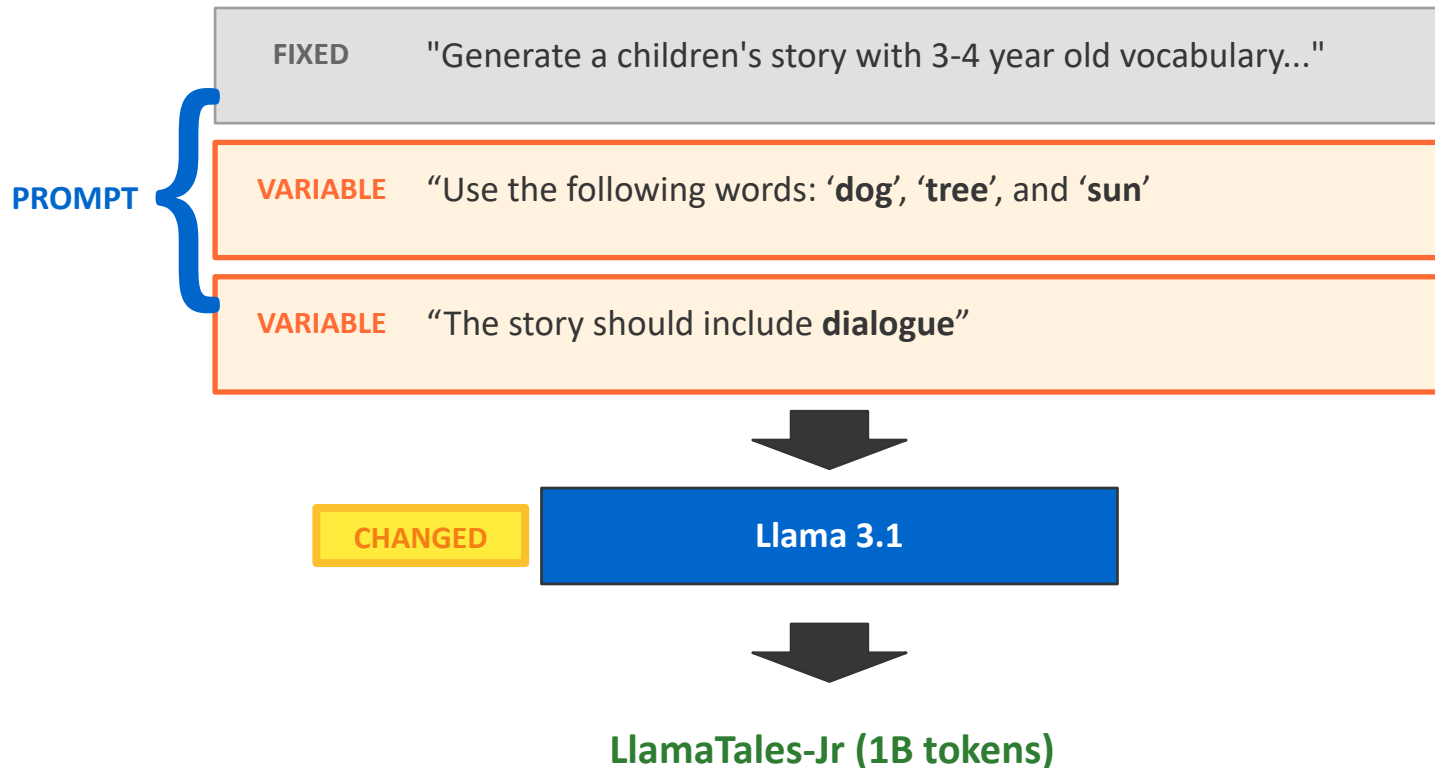 FIXED "Generate a children's story with 3-4 year old vocabulary..."
PROMPT
VARIABLE “Use the following words: ‘dog’, ‘tree’, and ‘sun’
VARIABLE “The story should include dialogue”
CHANGED
Llama 3.1
LlamaTales-Jr (1B tokens)